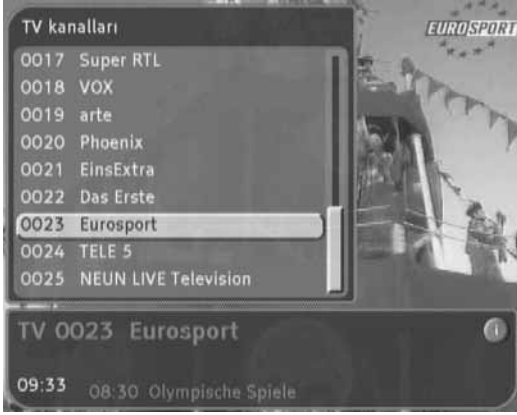 TV kanalları
EUROSPORT
0017 Super RTL
0018 VOX
0019 arte
0020 Phoenix
0021 EinsExtra
0022 Das Erste
0023 Eurosport
0024 TELE 5
0025 NEUN LIVE Television
TV 0023 Eurosport
i
09:33 08:30 Olympische Spiele